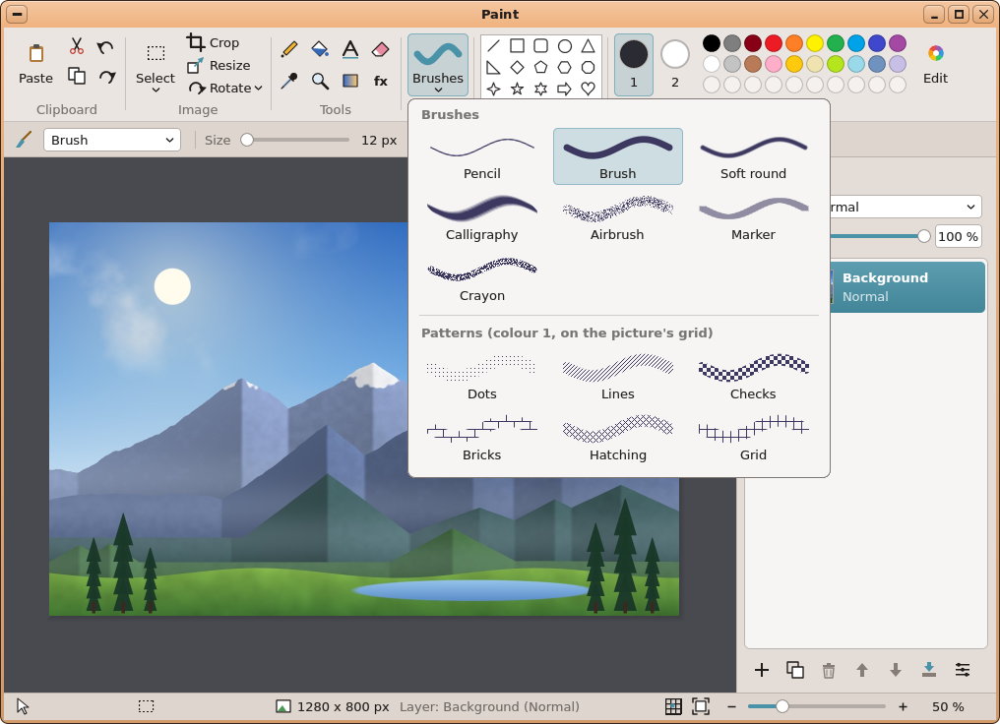 Paint
Paste
Select
Crop
Resize
Rotate
fx
Brushes
1
2
Edit
Clipboard
Image
Tools
Brush
Size
12 px
Brushes
Pencil
Brush
Soft round
Calligraphy
Airbrush
Marker
Crayon
Patterns (colour 1, on the picture's grid)
Dots
Lines
Checks
Bricks
Hatching
Grid
rmal
100 %
Background
Normal
1280 x 800 px
Layer: Background (Normal)
50 %